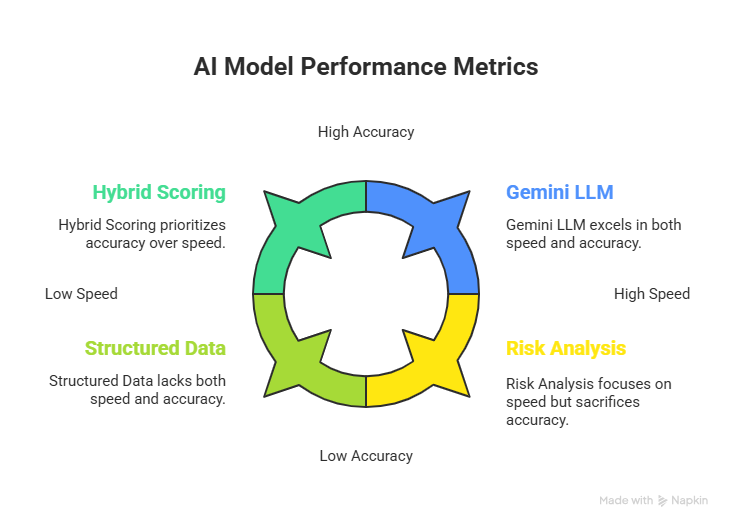 AI Model Performance Metrics
High Accuracy
Hybrid Scoring
Hybrid Scoring prioritizes
accuracy over speed.
Gemini LLM
Gemini LLM excels in both
speed and accuracy.
Low Speed
High Speed
Structured Data
Structured Data lacks both
speed and accuracy.
Risk Analysis
Risk Analysis focuses on
speed but sacrifices
accuracy.
Low Accuracy
Made with Napkin